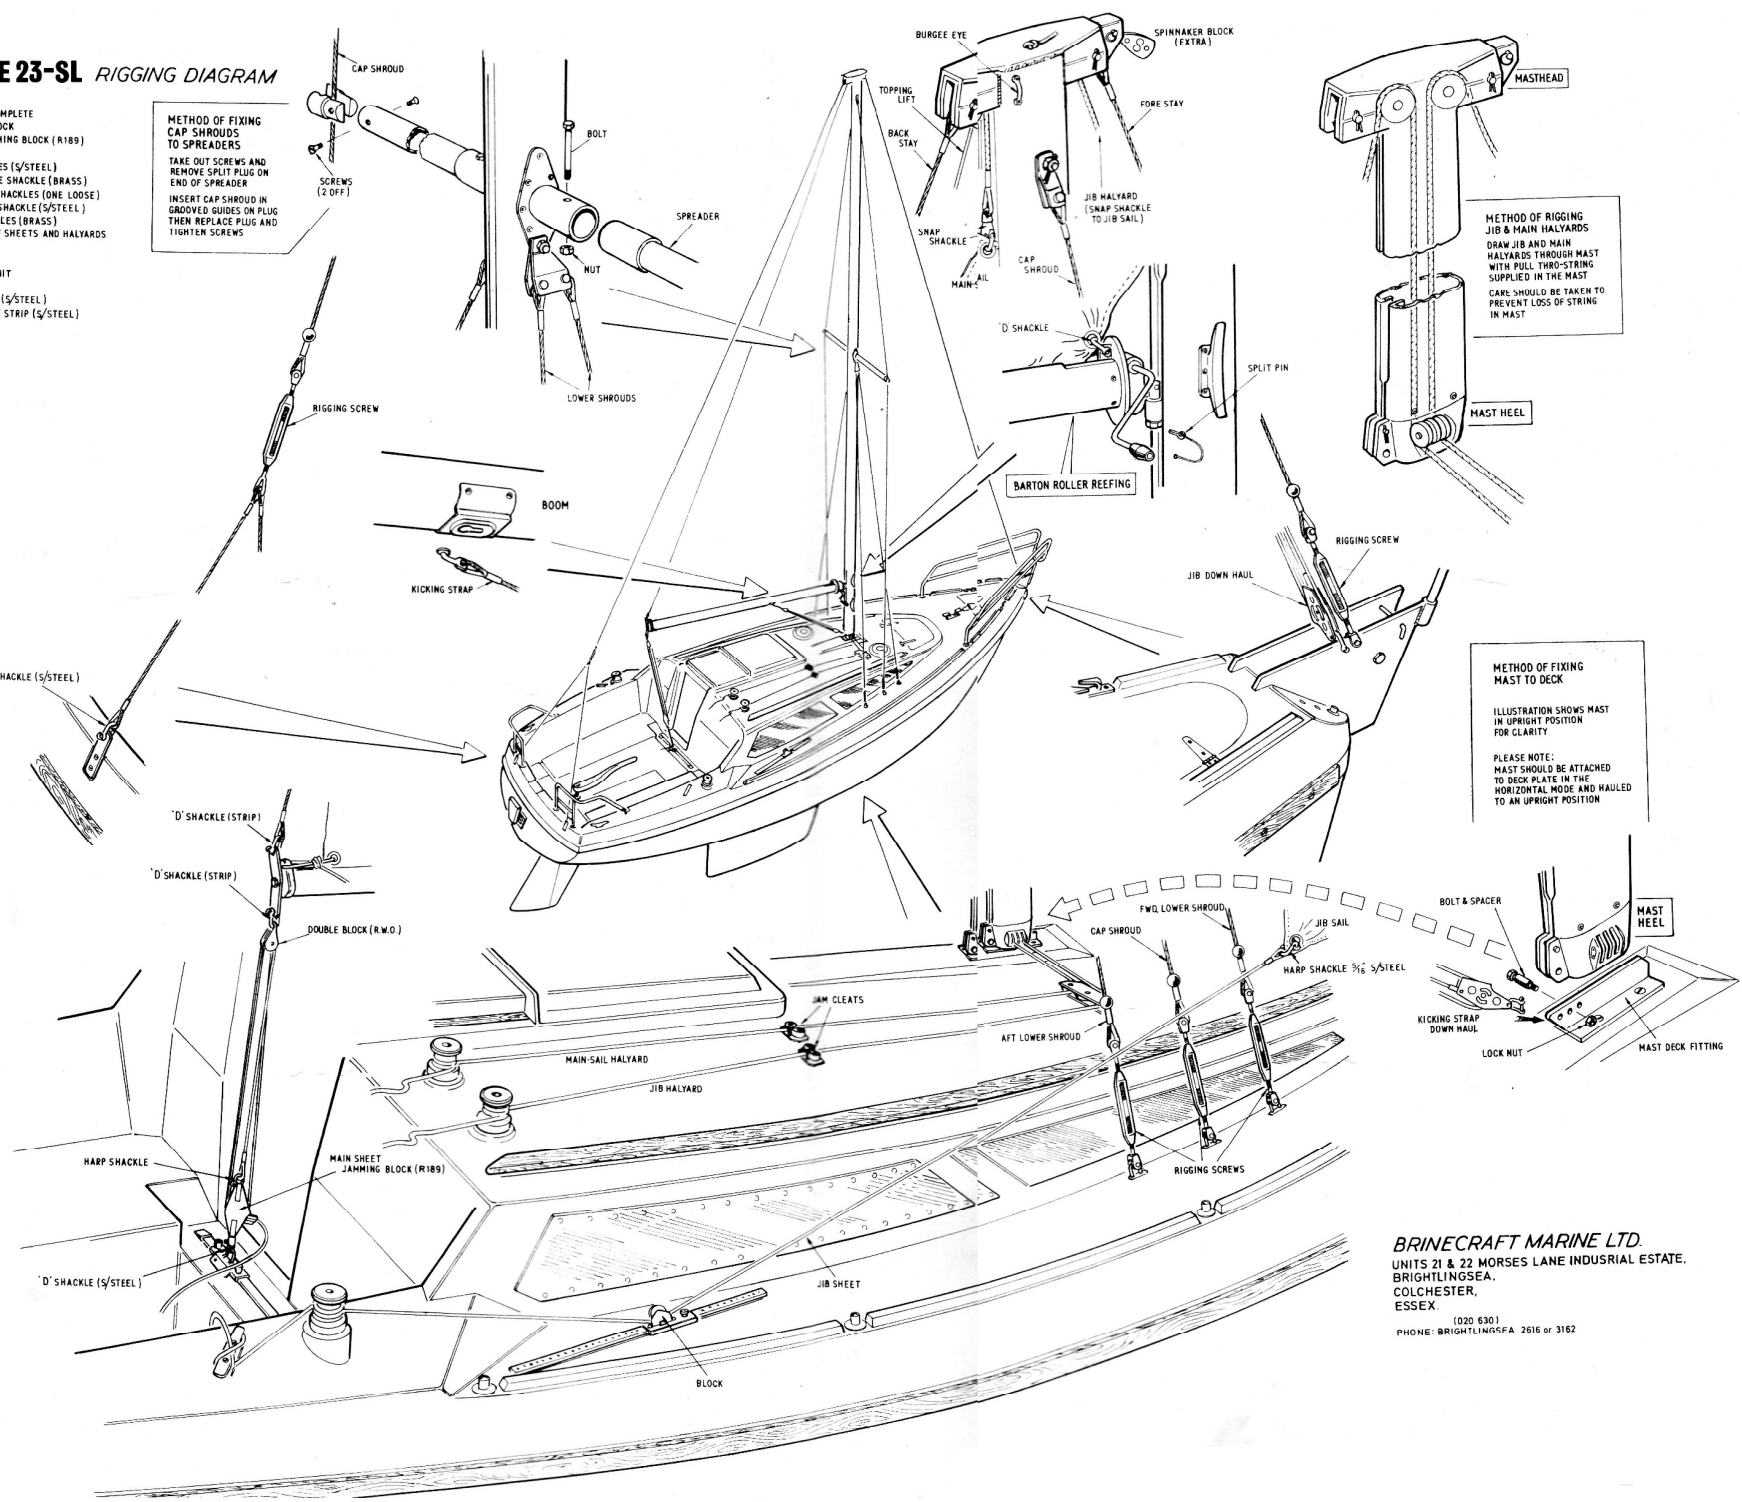 E 23-SL RIGGING DIAGRAM
MPLETE
OCK
ING BLOCK (R189)
ES (S/STEEL)
E SHACKLE (BRASS)
HACKLES (ONE LOOSE)
SHACKLE (S/STEEL)
LES (BRASS)
SHEETS AND HALYARDS
IT
(S/STEEL)
STRIP (S/STEEL)
METHOD OF FIXING
CAP SHROUDS
TO SPREADERS
TAKE OUT SCREWS AND
REMOVE SPLIT PLUG ON
END OF SPREADER
INSERT CAP SHROUD IN
GROOVED GUIDES ON PLUG
THEN REPLACE PLUG AND
TIGHTEN SCREWS
CAP SHROUD
SCREWS
(2 OFF)
BOLT
SPREADER
NUT
LOWER SHROUDS
BURGEE EYE
SPINNAKER BLOCK
(EXTRA)
TOPPING
LIFT
FORE STAY
BACK
STAY
JIB HALYARD
(SNAP SHACKLE
TO JIB SAIL)
SNAP
SHACKLE
CAP
SHROUD
MAIN-S AIL
MASTHEAD
METHOD OF RIGGING
JIB & MAIN HALYARDS
DRAW JIB AND MAIN
HALYARDS THROUGH MAST
WITH PULL THRO-STRING
SUPPLIED IN THE MAST
CARE SHOULD BE TAKEN TO
PREVENT LOSS OF STRING
IN MAST
MAST HEEL
'D' SHACKLE
SPLIT PIN
BARTON ROLLER REEFING
RIGGING SCREW
BOOM
KICKING STRAP
RIGGING SCREW
JIB DOWN HAUL
HACKLE (S/STEEL)
METHOD OF FIXING
MAST TO DECK
ILLUSTRATION SHOWS MAST
IN UPRIGHT POSITION
FOR CLARITY
PLEASE NOTE:
MAST SHOULD BE ATTACHED
TO DECK PLATE IN THE
HORIZONTAL MODE AND HAULED
TO AN UPRIGHT POSITION
'D' SHACKLE (STRIP)
'D' SHACKLE (STRIP)
DOUBLE BLOCK (R.W.O.)
FWD. LOWER SHROUD
CAP SHROUD
JIB SAIL
HARP SHACKLE 3/16" S/STEEL
AFT LOWER SHROUD
BOLT & SPACER
MAST
HEEL
KICKING STRAP
DOWN HAUL
LOCK NUT
MAST DECK FITTING
JAM CLEATS
MAIN-SAIL HALYARD
JIB HALYARD
HARP SHACKLE
MAIN SHEET
JAMMING BLOCK (R189)
RIGGING SCREWS
'D' SHACKLE (S/STEEL)
JIB SHEET
BLOCK
BRINECRAFT MARINE LTD.
UNITS 21 & 22 MORSES LANE INDUSRIAL ESTATE,
BRIGHTLINGSEA,
COLCHESTER,
ESSEX.
(020 630)
PHONE: BRIGHTLINGSEA 2616 or 3162